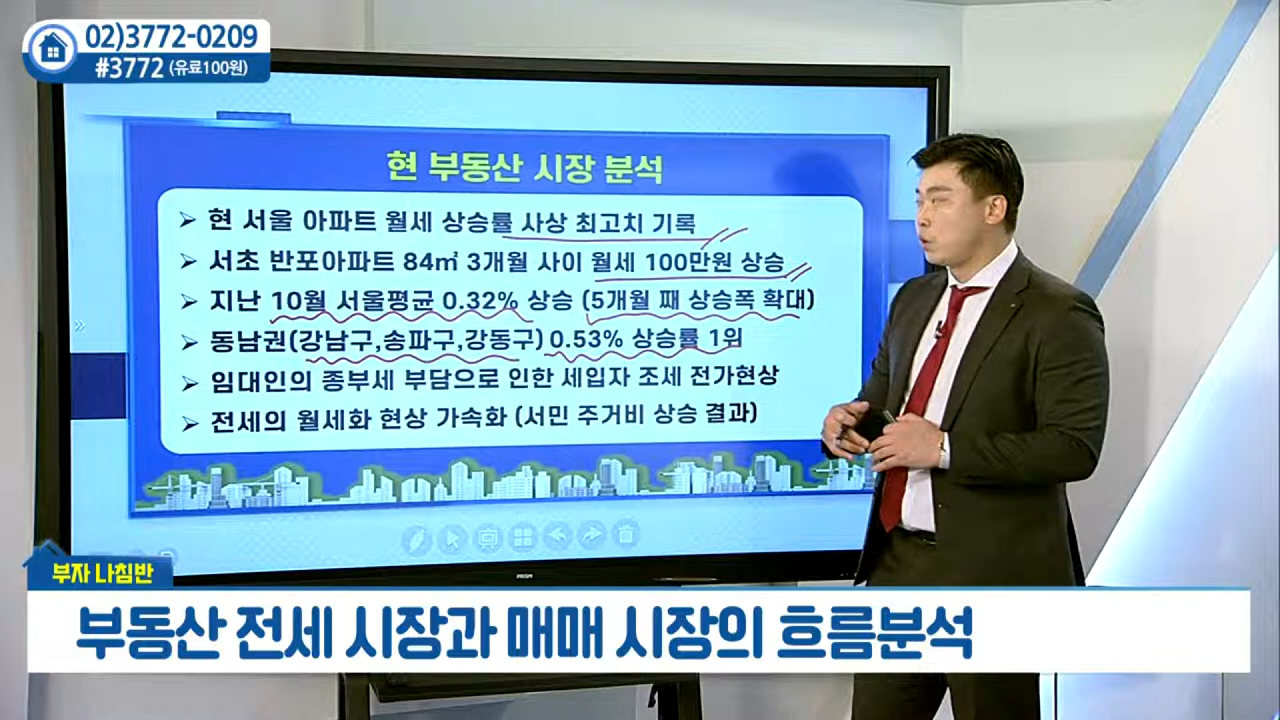 02)3772-0209
#3772 (유료100원)
현 부동산 시장 분석
➢ 현 서울 아파트 월세 상승률 사상 최고치 기록
➢ 서초 반포아파트 84㎡ 3개월 사이 월세 100만원 상승
➢ 지난 10월 서울평균 0.32% 상승 (5개월 째 상승폭 확대)
➢ 동남권(강남구,송파구,강동구) 0.53% 상승률 1위
➢ 임대인의 종부세 부담으로 인한 세입자 조세 전가현상
➢ 전세의 월세화 현상 가속화 (서민 주거비 상승 결과)
PRISM
부자 나침반
부동산 전세 시장과 매매 시장의 흐름분석